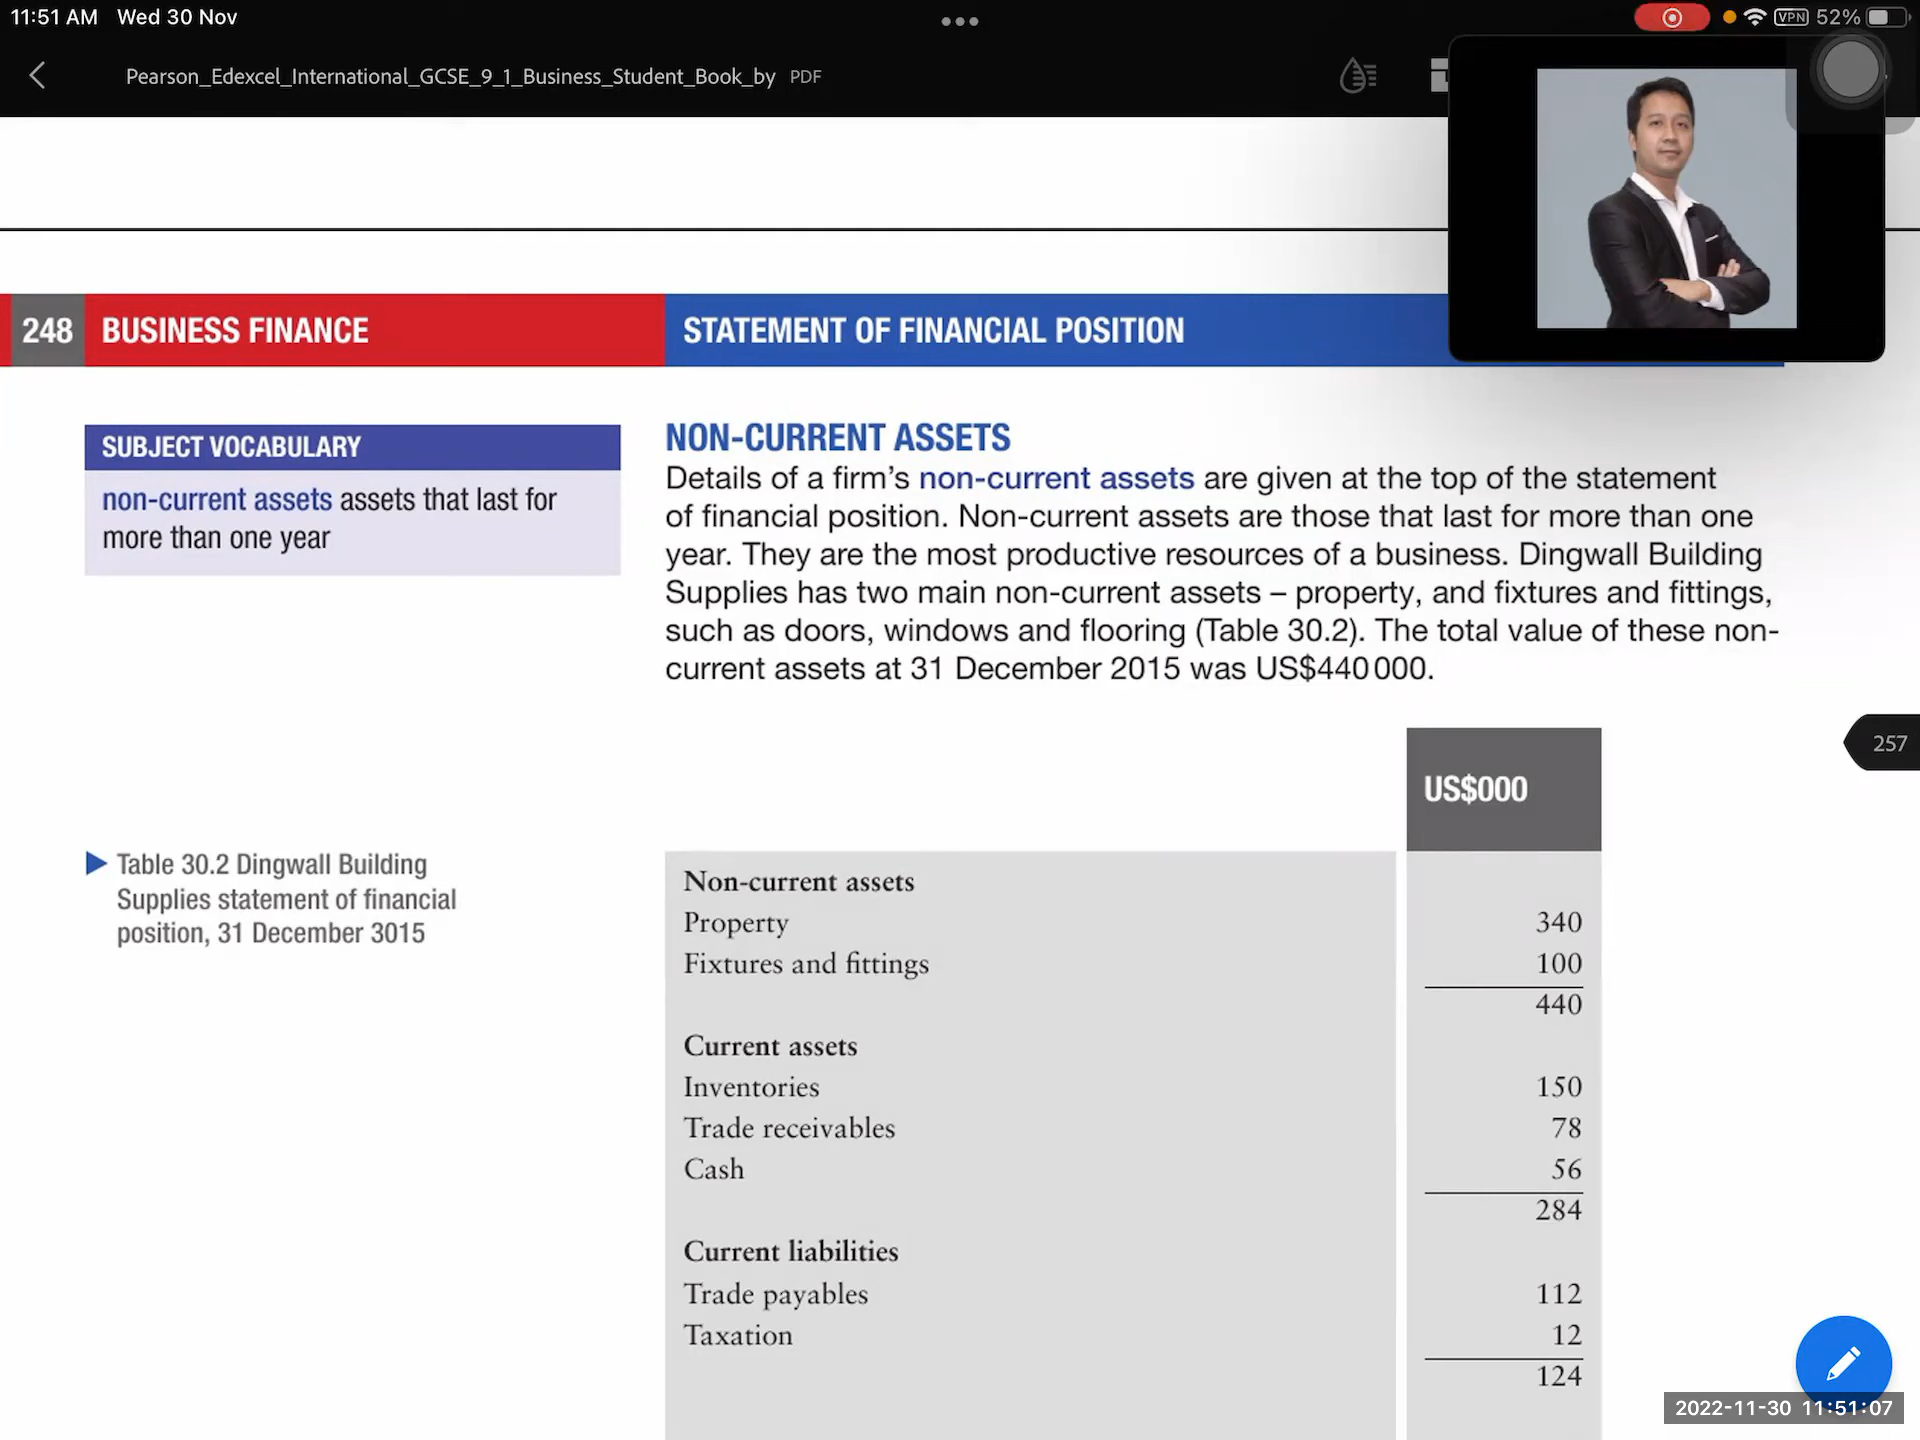 11:51 AM Wed 30 Nov
VPN 52%
Pearson_Edexcel_International_GCSE_9_1_Business_Student_Book_by PDF
248 BUSINESS FINANCE STATEMENT OF FINANCIAL POSITION
SUBJECT VOCABULARY
non-current assets assets that last for
more than one year
NON-CURRENT ASSETS
Details of a firm’s non-current assets are given at the top of the statement
of financial position. Non-current assets are those that last for more than one
year. They are the most productive resources of a business. Dingwall Building
Supplies has two main non-current assets – property, and fixtures and fittings,
such as doors, windows and flooring (Table 30.2). The total value of these non-
current assets at 31 December 2015 was US$440 000.
257
Table 30.2 Dingwall Building
Supplies statement of financial
position, 31 December 3015
US$000
Non-current assets
Property 340
Fixtures and fittings 100
440
Current assets
Inventories 150
Trade receivables 78
Cash 56
284
Current liabilities
Trade payables 112
Taxation 12
124
2022-11-30 11:51:07